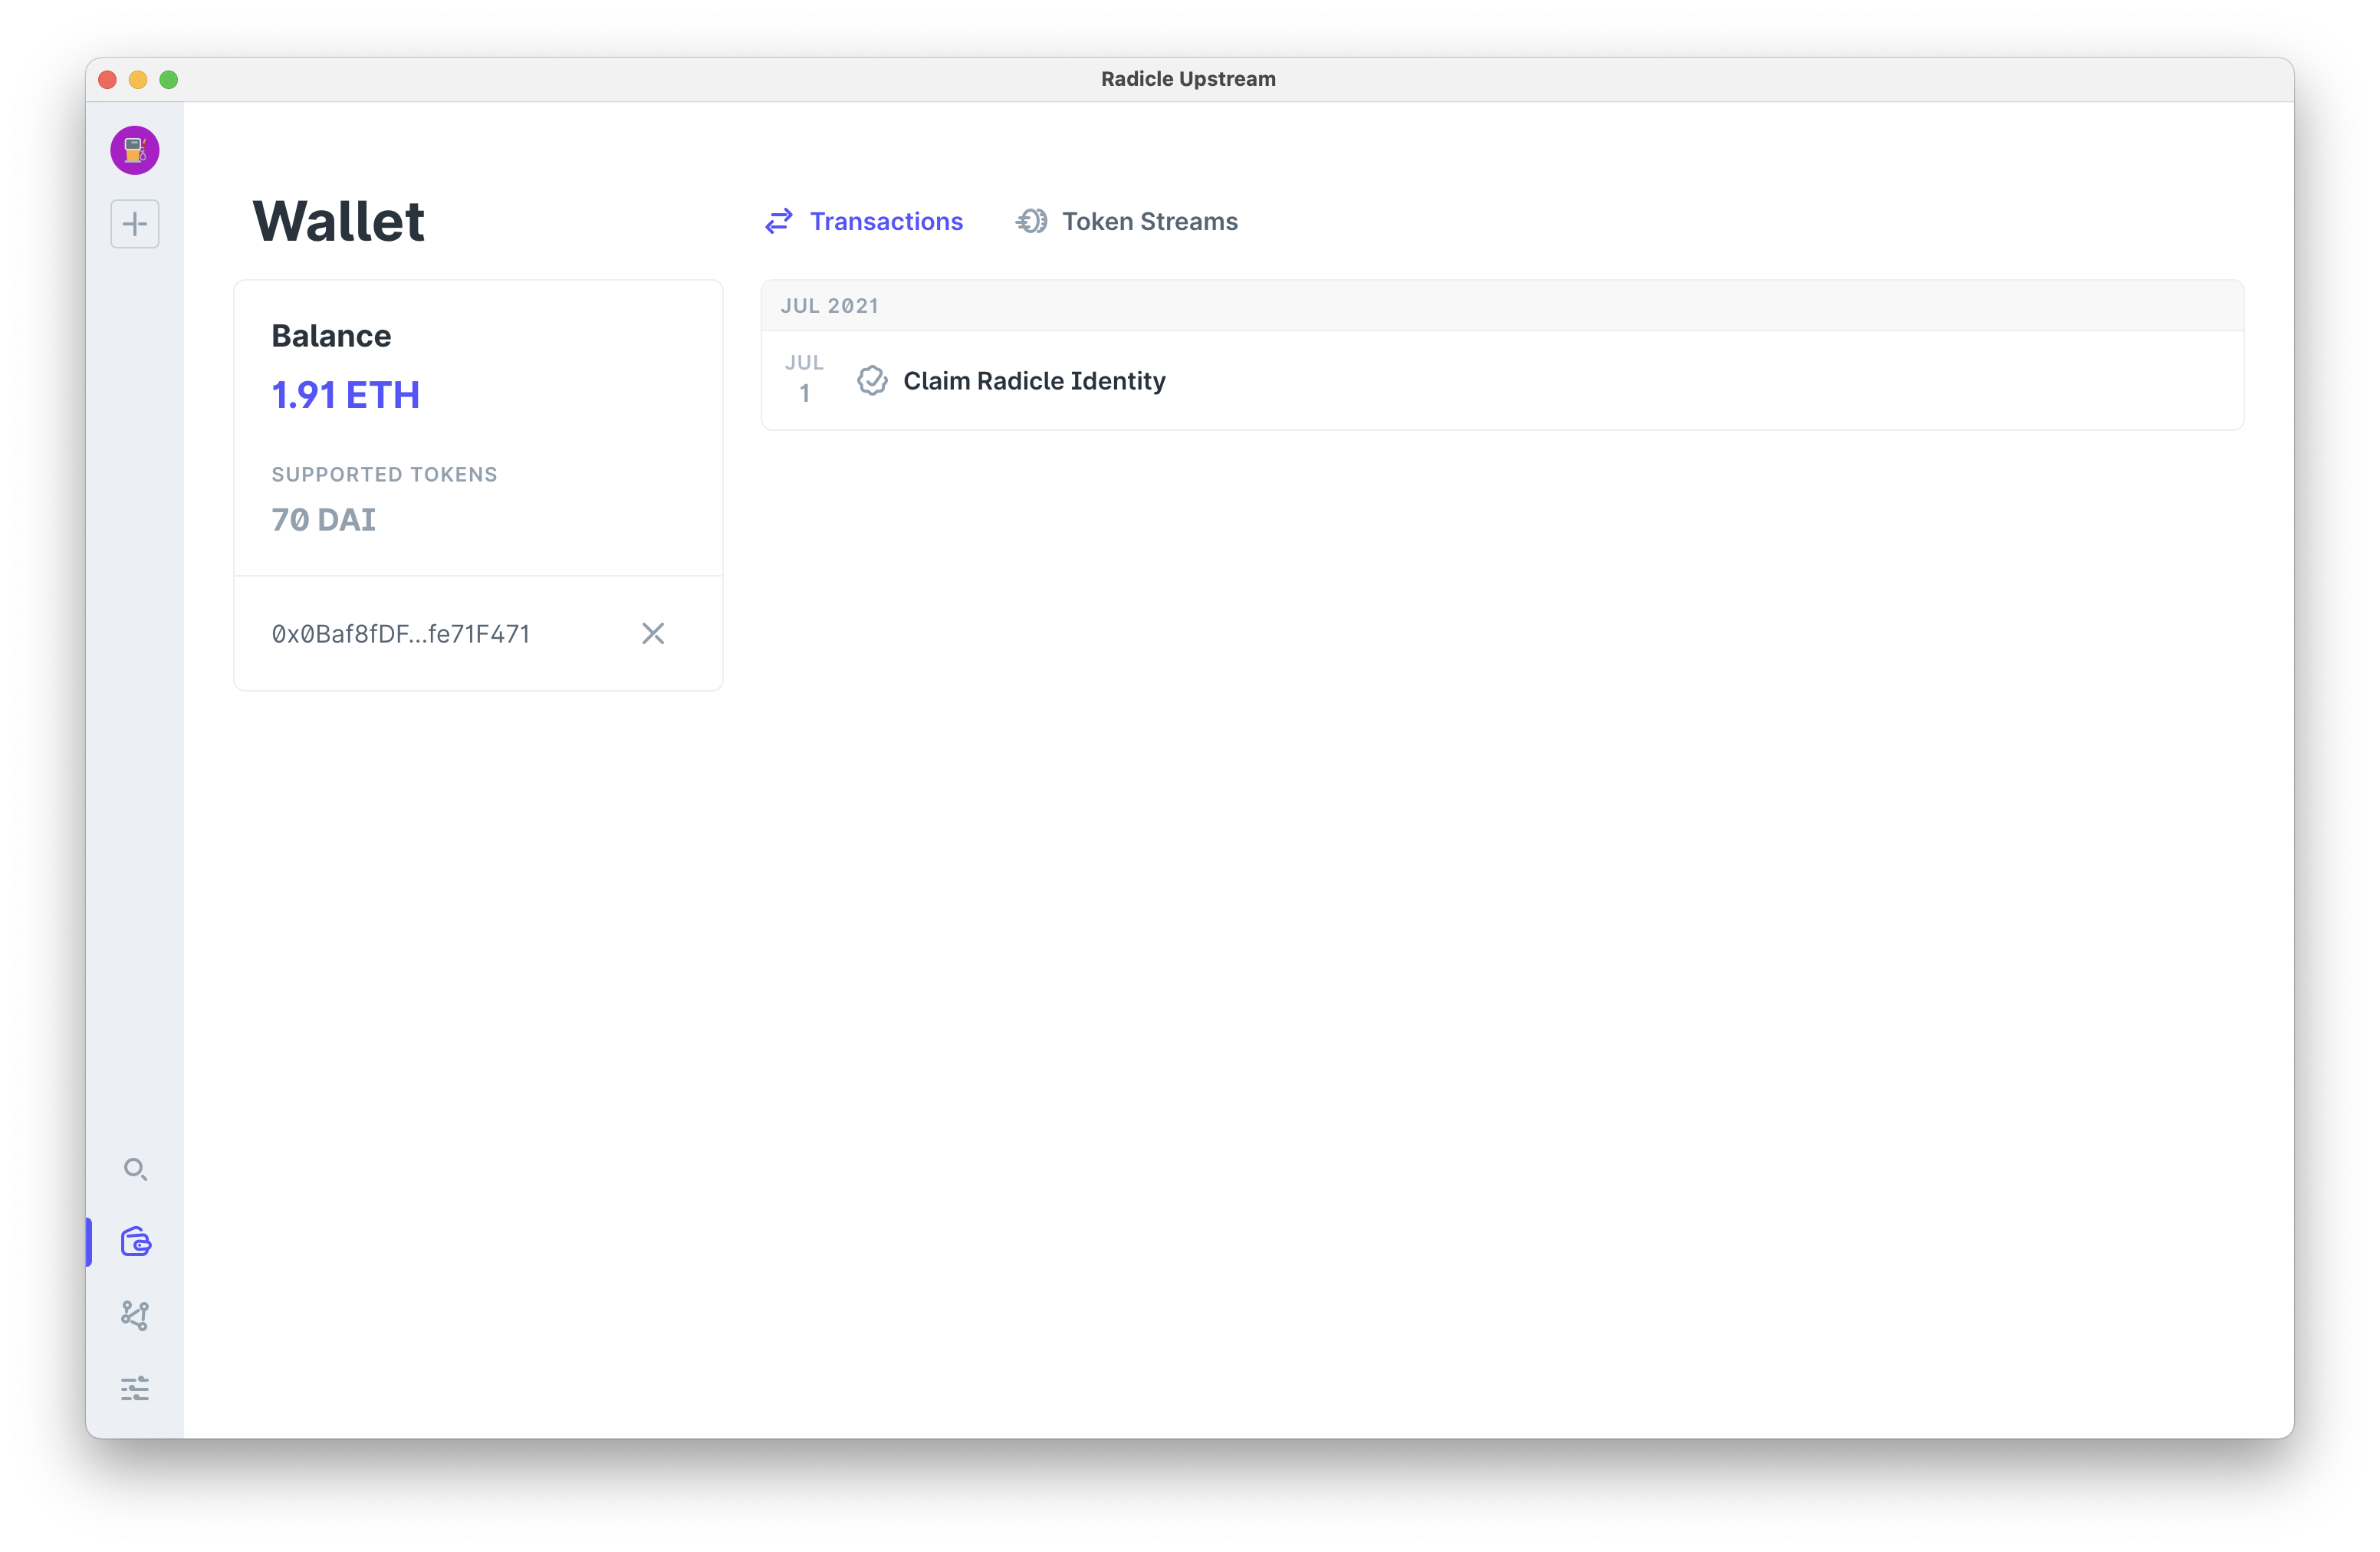 Radicle Upstream
Wallet
Transactions
Token Streams
Balance
1.91 ETH
SUPPORTED TOKENS
70 DAI
0x0Baf8fDF...fe71F471
JUL 2021
JUL
1
Claim Radicle Identity